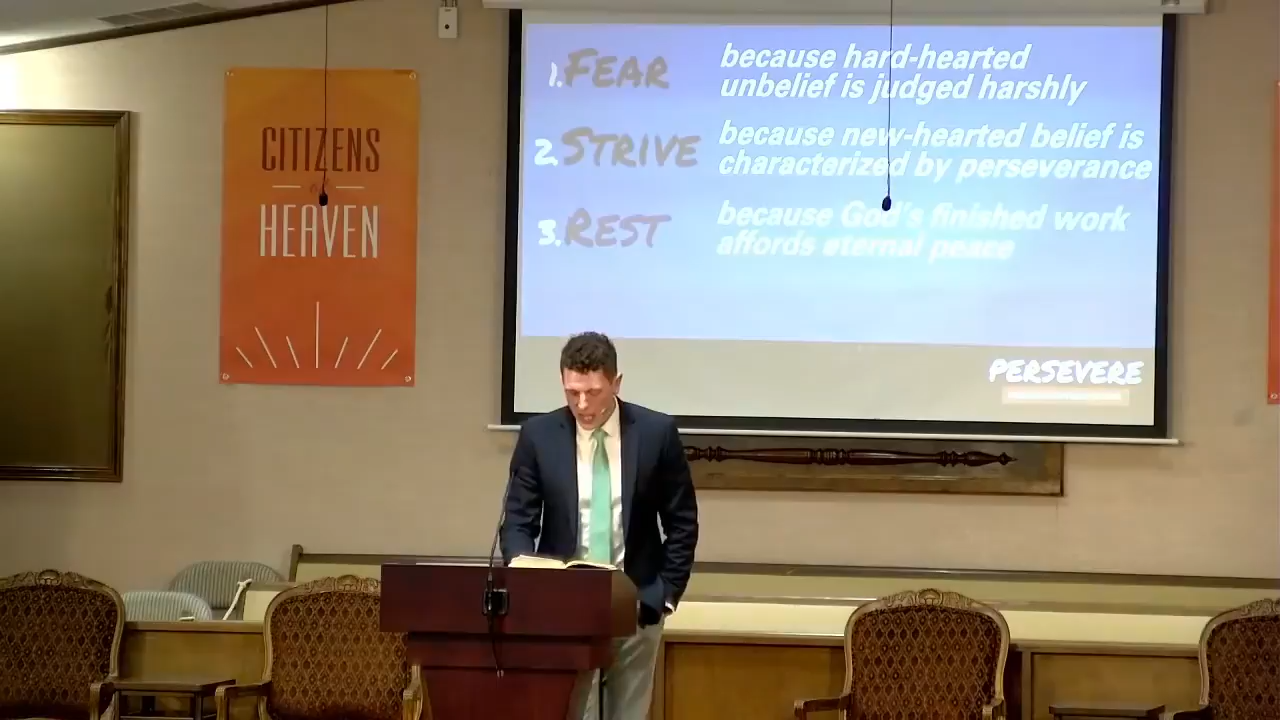 CITIZENS
OF
HEAVEN
1. FEAR because hard-hearted
unbelief is judged harshly
2. STRIVE because new-hearted belief is
characterized by perseverance
3. REST because God's finished work
affords eternal peace
PERSEVERE